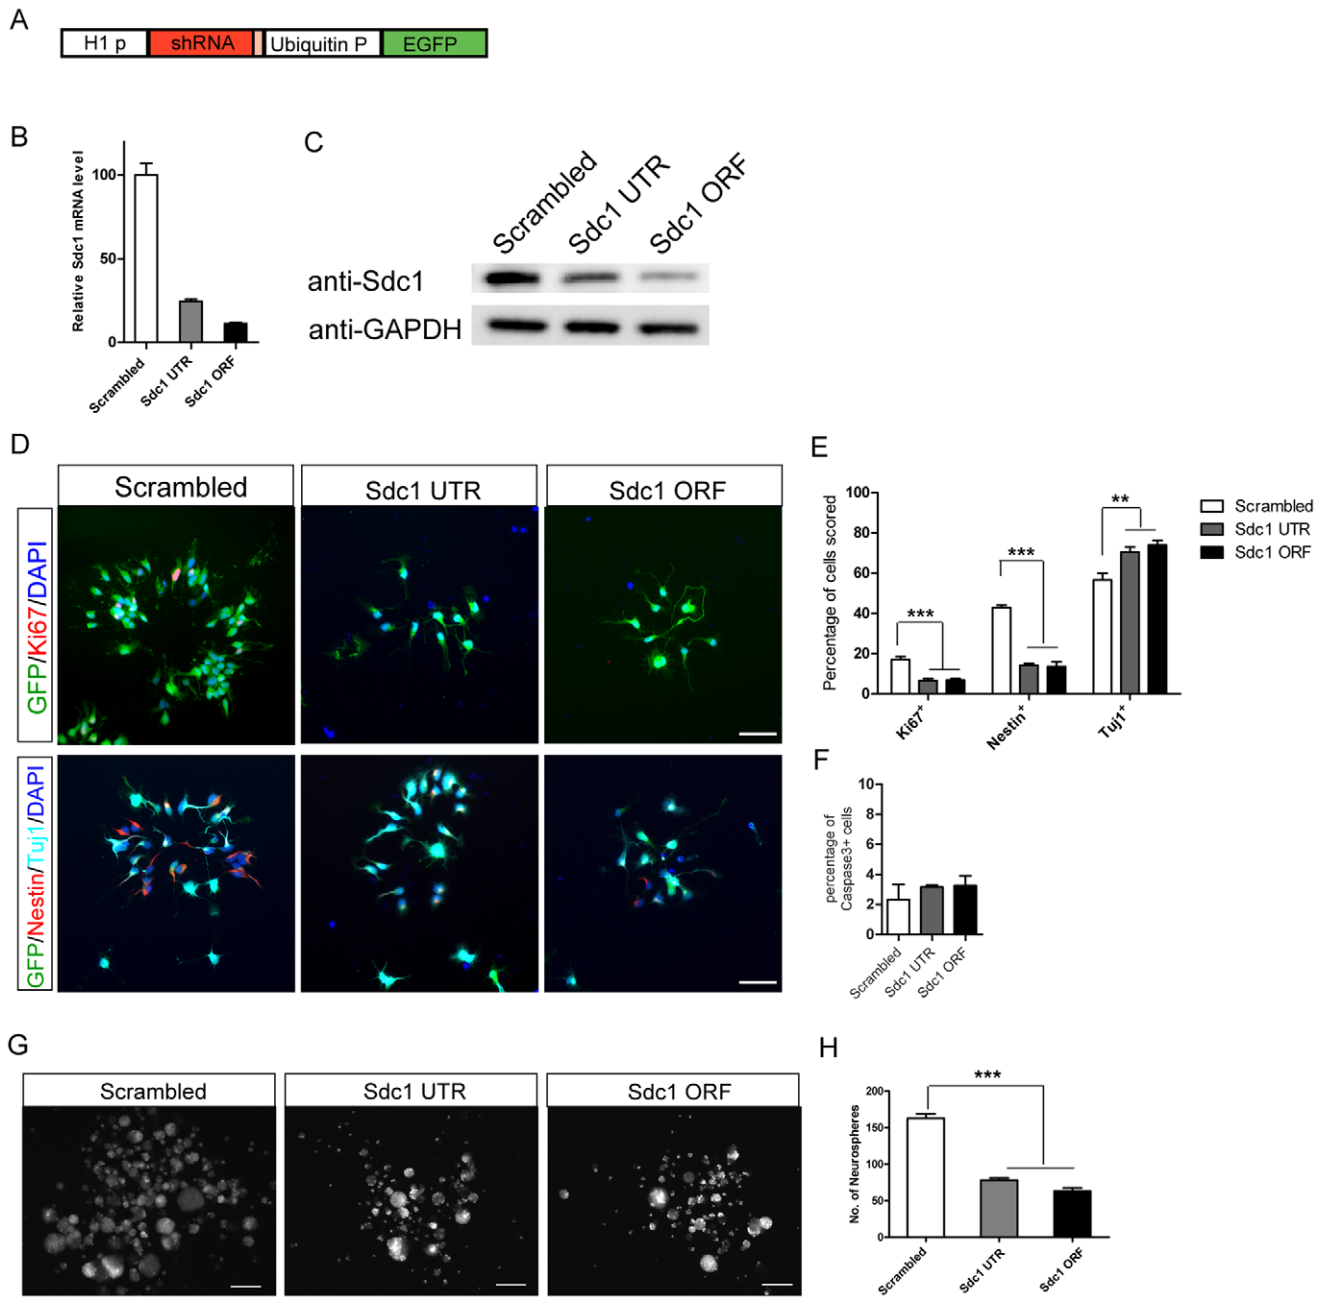 A
H1 p
shRNA
Ubiquitin P
EGFP
B
Relative Sdc1 mRNA level
100
50
0
Scrambled
Sdc1 UTR
Sdc1 ORF
C
Scrambled
Sdc1 UTR
Sdc1 ORF
anti-Sdc1
anti-GAPDH
D
Scrambled
Sdc1 UTR
Sdc1 ORF
GFP/Ki67/DAPI
GFP/Nestin/Tuj1/DAPI
E
Percentage of cells scored
100
80
60
40
20
0
***
***
**
Ki67+
Nestin+
Tuj1+
Scrambled
Sdc1 UTR
Sdc1 ORF
F
percentage of
Caspase3+ cells
10
8
6
4
2
0
Scrambled
Sdc1 UTR
Sdc1 ORF
G
Scrambled
Sdc1 UTR
Sdc1 ORF
H
No. of Neurospheres
200
150
100
50
0
***
Scrambled
Sdc1 UTR
Sdc1 ORF